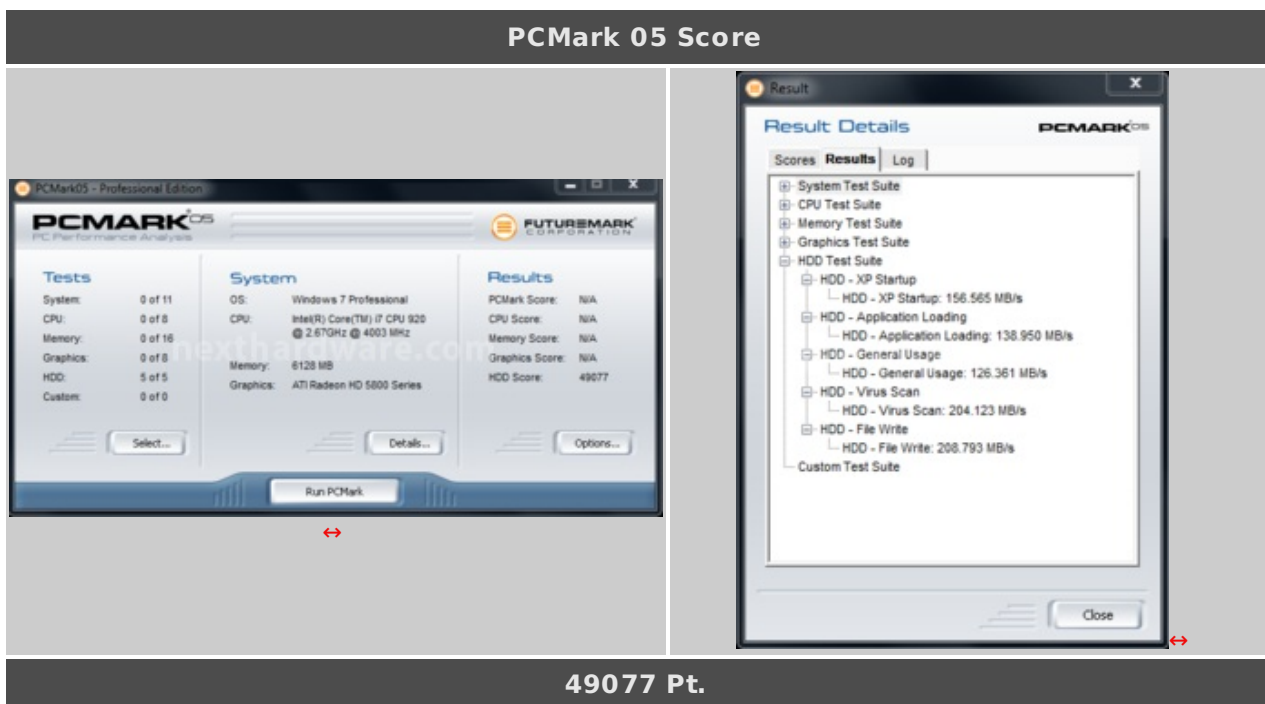 PCMark 05 Score
PCMark05 - Professional Edition
PCMARK'05
PC Performance Analysis
FUTUREMARK
CORPORATION
Tests
System: 0 of 11
CPU: 0 of 8
Memory: 0 of 16
Graphics: 0 of 8
HDD: 5 of 5
Custom: 0 of 0
Select...
System
OS: Windows 7 Professional
CPU: Intel(R) Core(TM) i7 CPU 920
@ 2.67GHz @ 4003 MHz
Memory: 6128 MB
Graphics: ATI Radeon HD 5800 Series
Details...
Results
PCMark Score: N/A
CPU Score: N/A
Memory Score: N/A
Graphics Score: N/A
HDD Score: 49077
Options...
nexthardware.com
Run PCMark
Result
Result Details
PCMARK'05
Scores Results Log
System Test Suite
CPU Test Suite
Memory Test Suite
Graphics Test Suite
HDD Test Suite
HDD - XP Startup
HDD - XP Startup: 156.565 MB/s
HDD - Application Loading
HDD - Application Loading: 138.950 MB/s
HDD - General Usage
HDD - General Usage: 126.361 MB/s
HDD - Virus Scan
HDD - Virus Scan: 204.123 MB/s
HDD - File Write
HDD - File Write: 208.793 MB/s
Custom Test Suite
Close
49077 Pt.